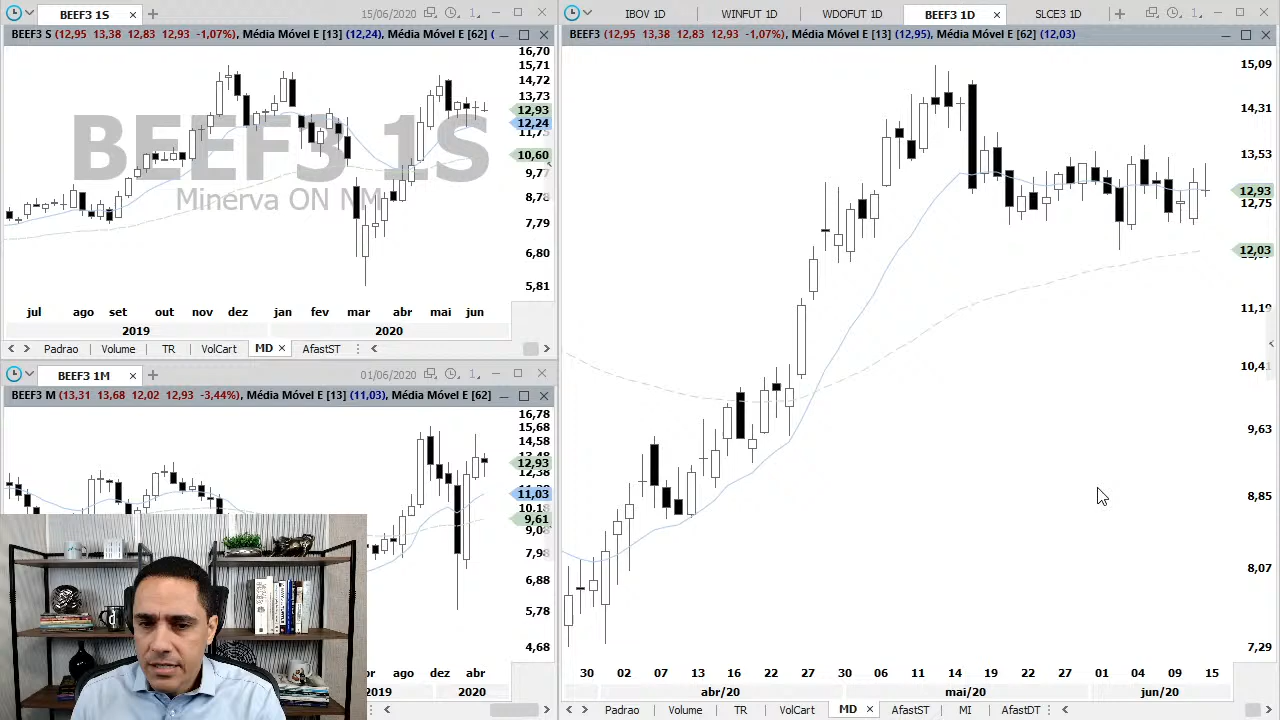 BEEF3 1S
15/06/2020
BEEF3 S (12,95 13,38 12,83 12,93 -1,07%), Média Móvel E [13] (12,24), Média Móvel E [62] (
BEEF3 1S
Minerva ON NM
16,70
15,71
14,72
13,73
12,93
12,24
10,60
9,77
8,78
7,79
6,80
5,81
jul ago set out nov dez jan fev mar abr mai jun
2019 2020
Padrao Volume TR VolCart MD AfastST
BEEF3 1M
01/06/2020
BEEF3 M (13,31 13,68 12,02 12,93 -3,44%), Média Móvel E [13] (11,03), Média Móvel E [62]
16,78
15,68
14,58
12,93
12,38
11,03
10,18
9,61
7,98
6,88
5,78
4,68
ago dez abr
2019 2020
IBOV 1D WINFUT 1D WDOFUT 1D BEEF3 1D SLCE3 1D
BEEF3 (12,95 13,38 12,83 12,93 -1,07%), Média Móvel E [13] (12,95), Média Móvel E [62] (12,03)
15,09
14,31
13,53
12,93
12,75
12,03
11,19
10,41
9,63
8,85
8,07
7,29
30 02 07 13 16 22 27 30 06 11 14 19 22 27 01 04 09 15
abr/20 mai/20 jun/20
Padrao Volume TR VolCart MD AfastST MI AfastDT